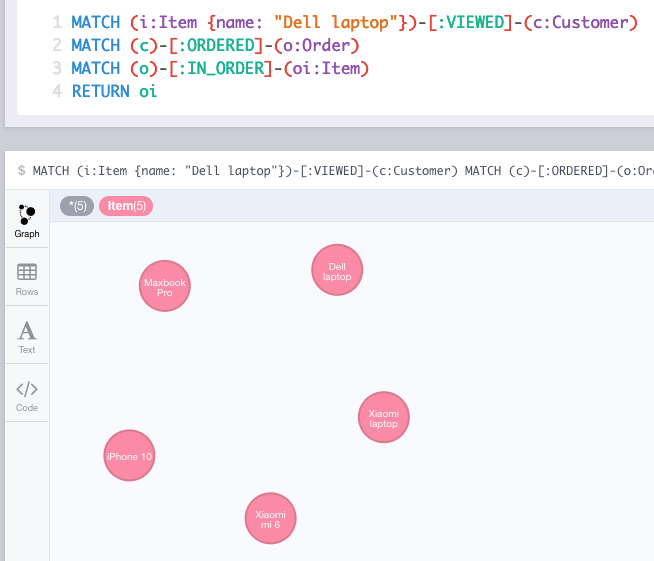 1 MATCH (i:Item {name: "Dell laptop"})-[:VIEWED]-(c:Customer)
2 MATCH (c)-[:ORDERED]-(o:Order)
3 MATCH (o)-[:IN_ORDER]-(oi:Item)
4 RETURN oi
$ MATCH (i:Item {name: "Dell laptop"})-[:VIEWED]-(c:Customer) MATCH (c)-[:ORDERED]-(o:Ord
*(5) Item(5)
Graph
Rows
Text
Code
Maxbook
Pro
Dell
laptop
Xiaomi
laptop
iPhone 10
Xiaomi
mi 6